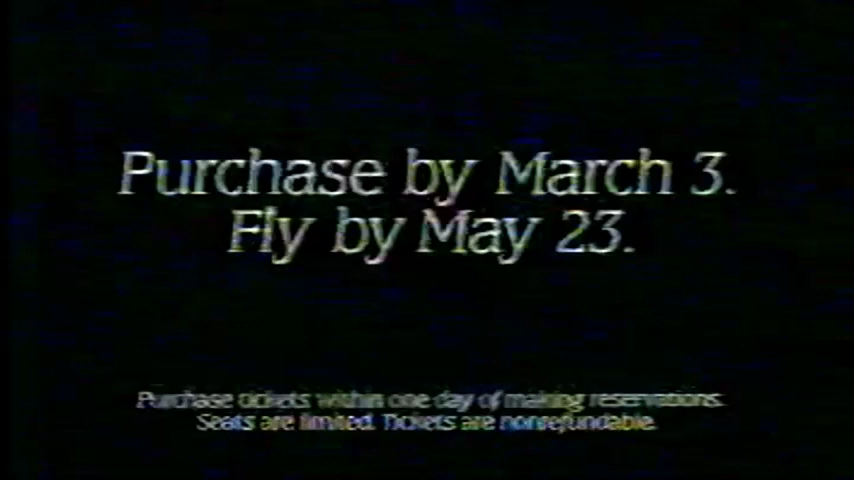 Purchase by March 3.
Fly by May 23.
Purchase tickets within one day of making reservations.
Seats are limited. Tickets are nonrefundable.